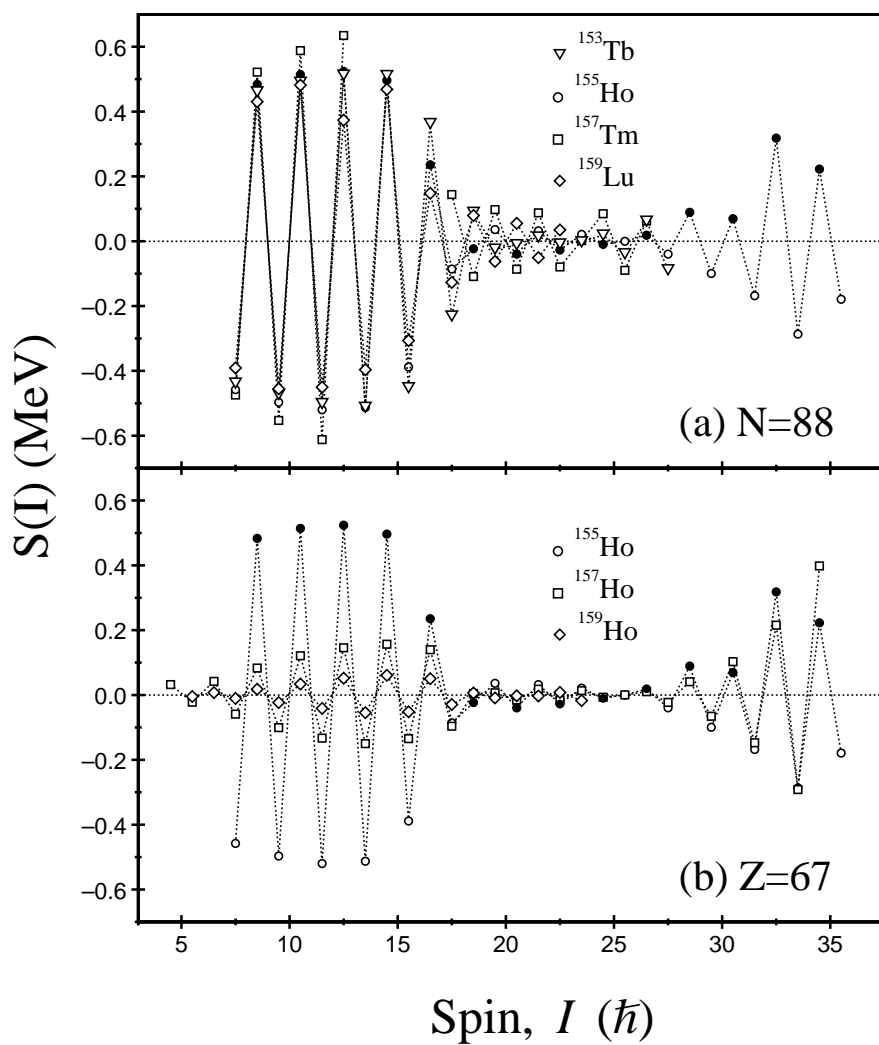 S(I) (MeV)
0.6
0.4
0.2
0.0
−0.2
−0.4
−0.6
¹⁵³Tb
¹⁵⁵Ho
¹⁵⁷Tm
¹⁵⁹Lu
(a) N=88
0.6
0.4
0.2
0.0
−0.2
−0.4
−0.6
¹⁵⁵Ho
¹⁵⁷Ho
¹⁵⁹Ho
(b) Z=67
5 10 15 20 25 30 35
Spin, I (ℏ)